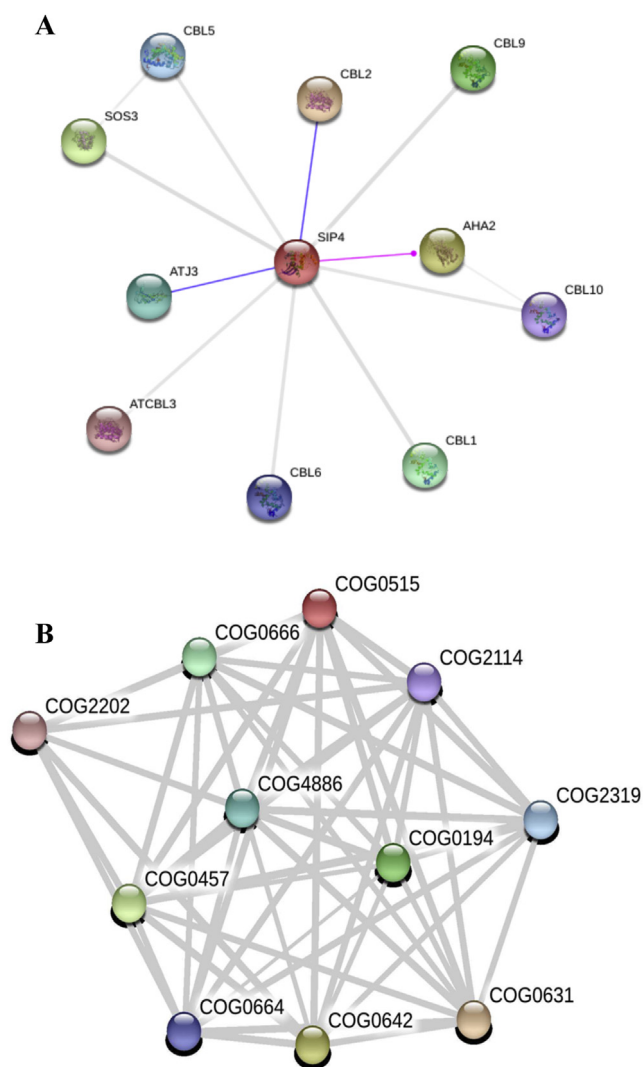 A
CBL5
CBL9
CBL2
SOS3
AHA2
SIP4
ATJ3
CBL10
ATCBL3
CBL1
CBL6
B
COG0515
COG0666
COG2114
COG2202
COG4886
COG2319
COG0194
COG0457
COG0631
COG0664
COG0642